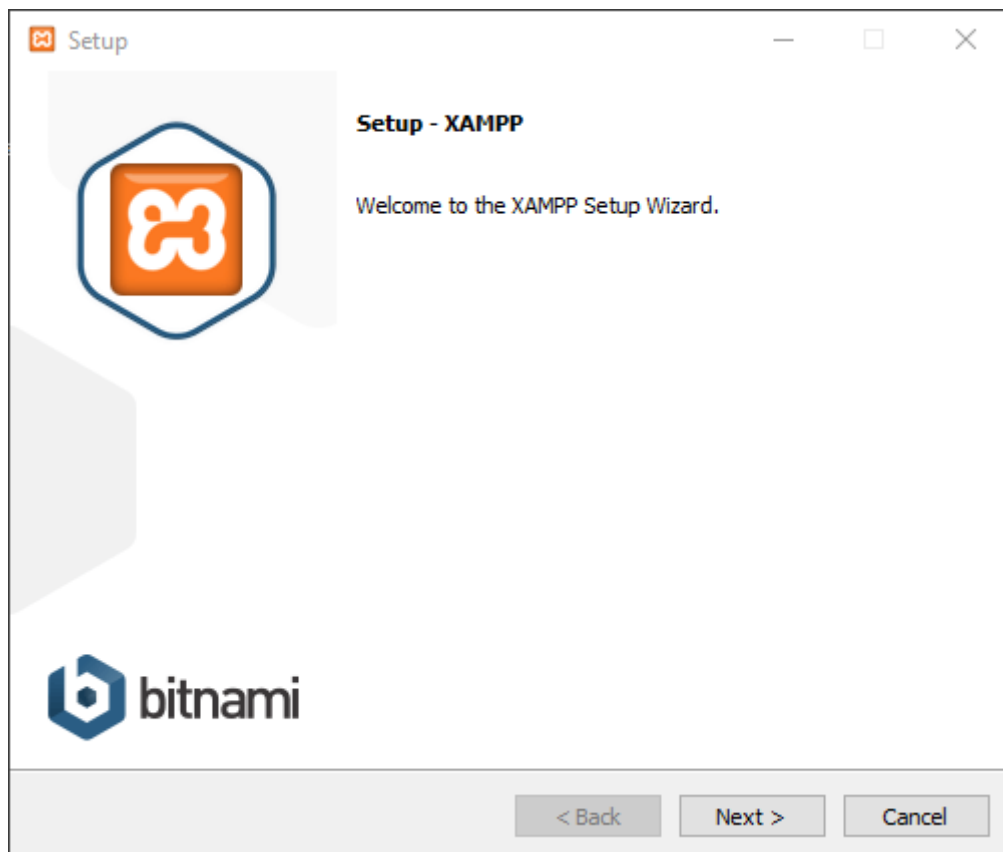 Setup
Setup - XAMPP
Welcome to the XAMPP Setup Wizard.
bitnami
< Back
Next >
Cancel